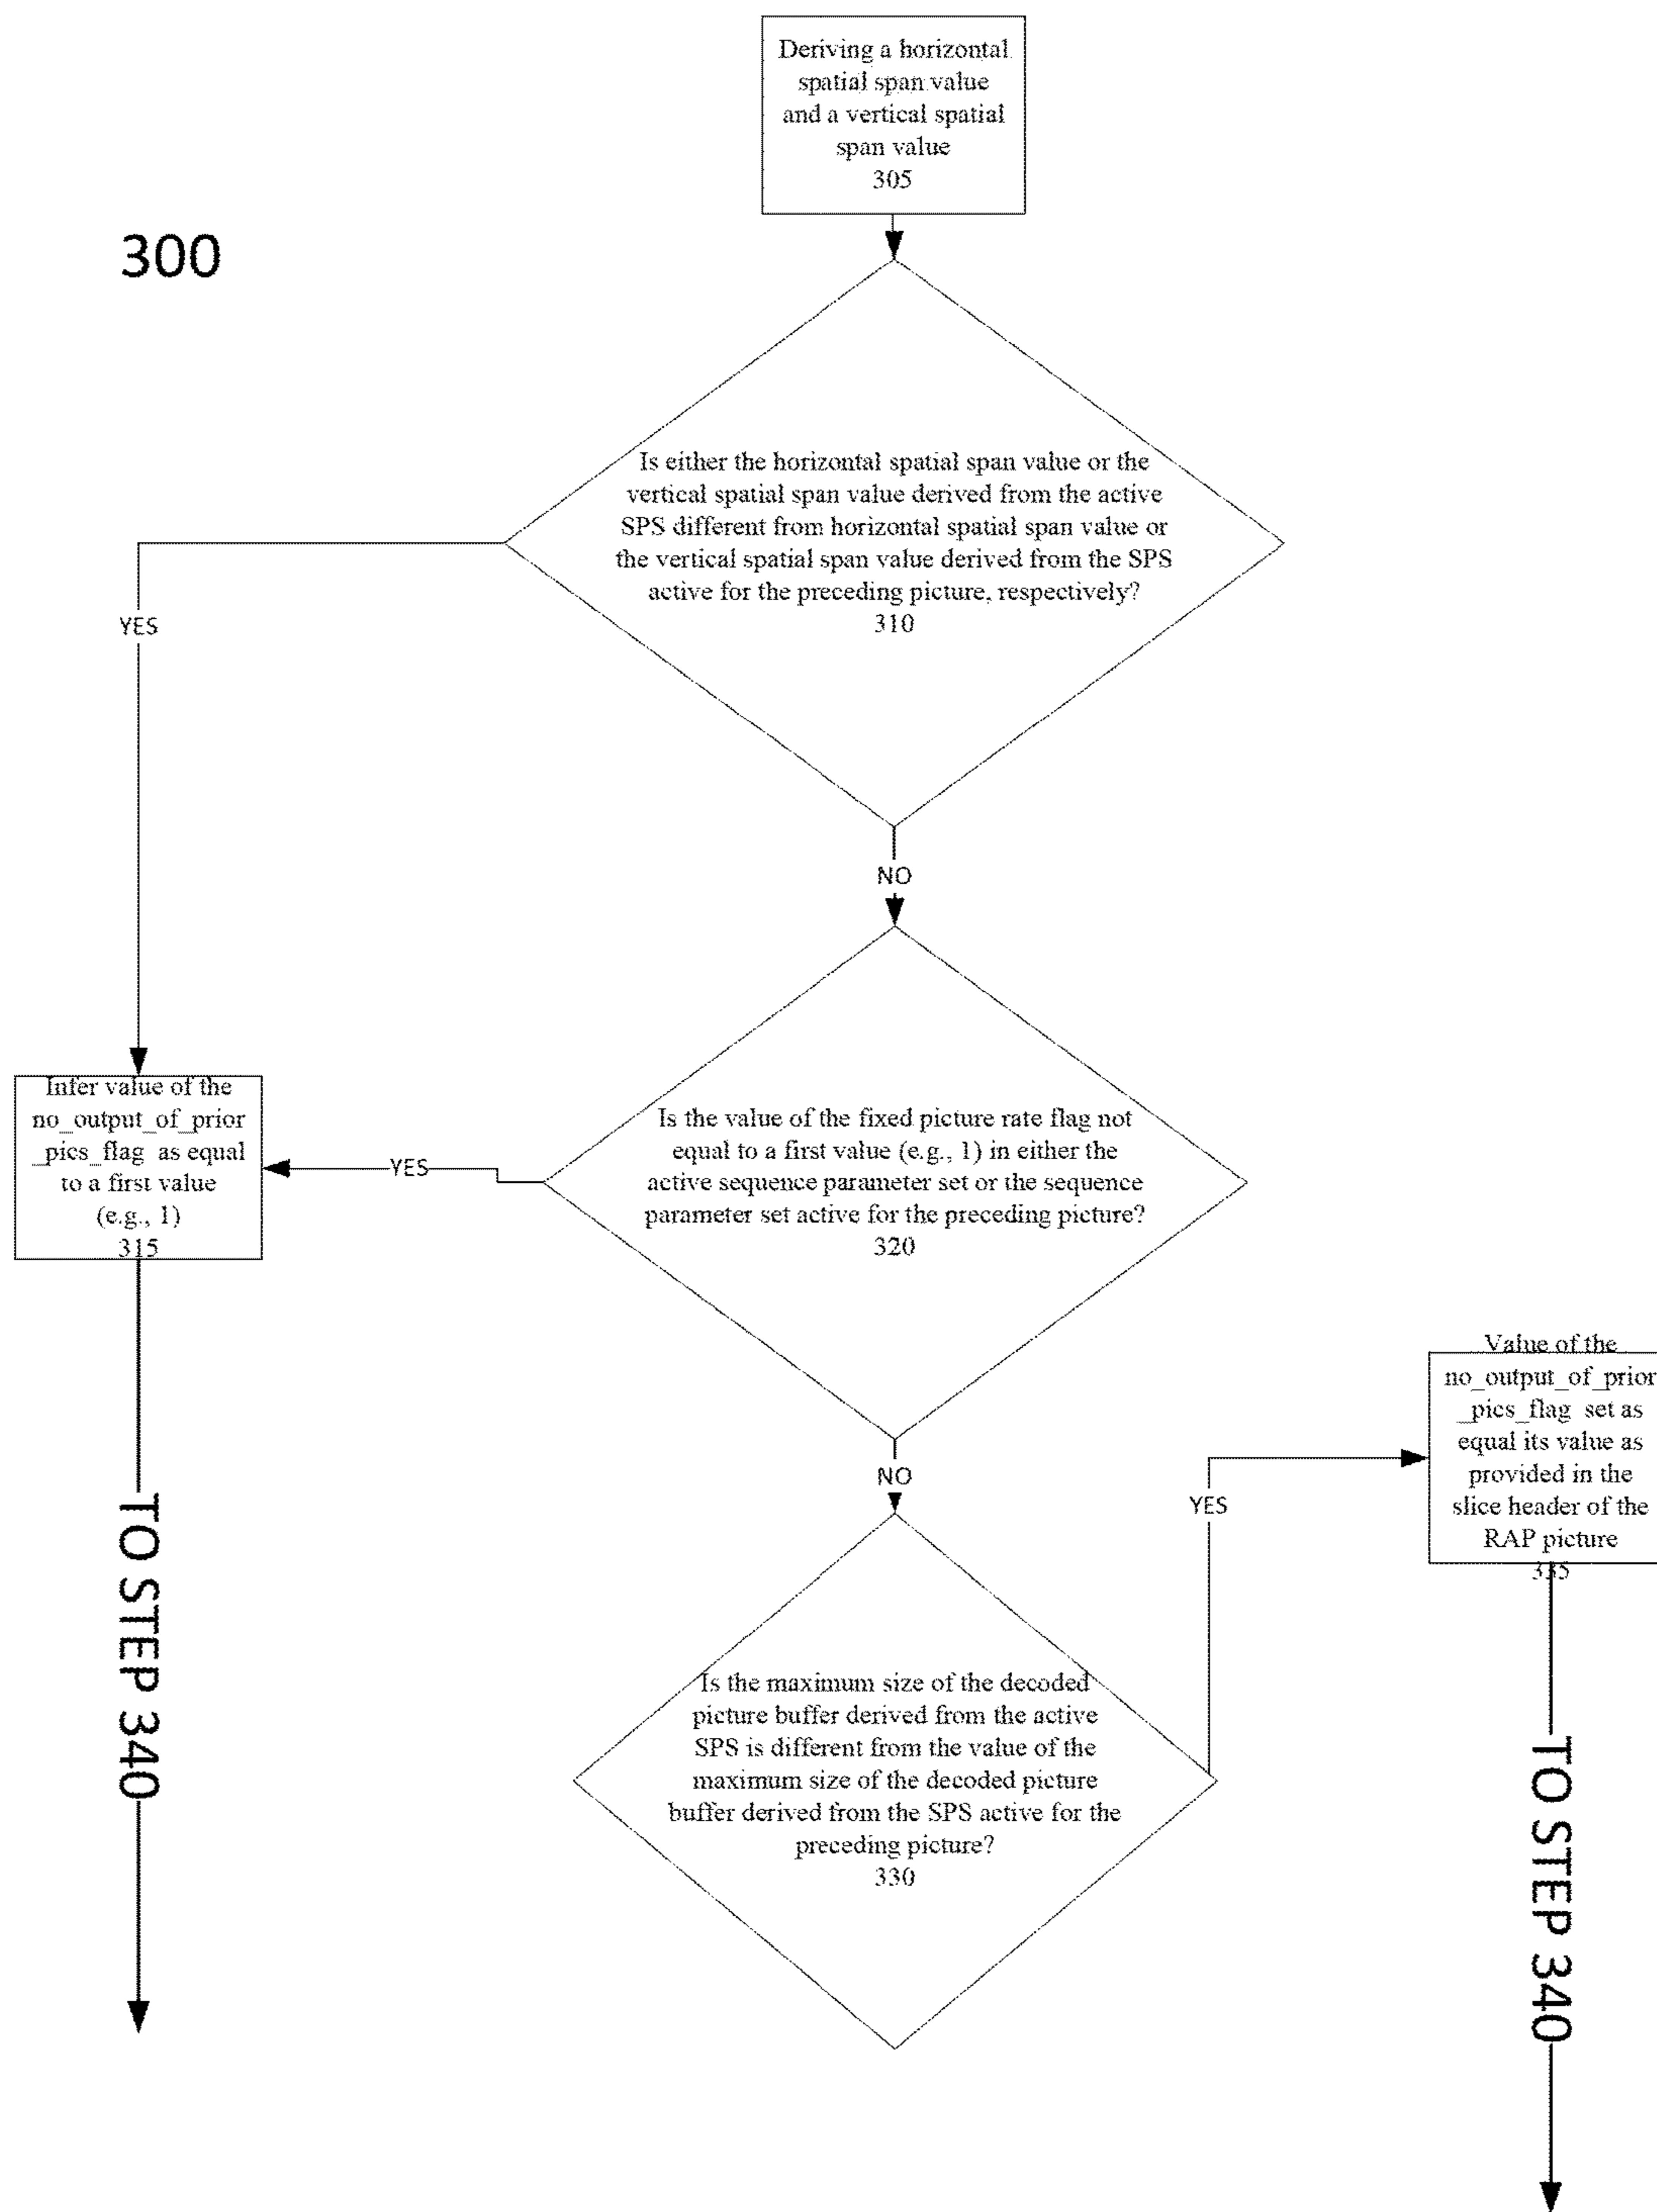 Deriving a horizontal
spatial span value
and a vertical spatial
span value
305
300
Is either the horizontal spatial span value or the
vertical spatial span value derived from the active
SPS different from horizontal spatial span value or
the vertical spatial span value derived from the SPS
active for the preceding picture, respectively?
310
YES
NO
Infer value of the
no_output_of_prior
_pics_flag as equal
to a first value
(e.g., 1)
315
YES
Is the value of the fixed picture rate flag not
equal to a first value (e.g., 1) in either the
active sequence parameter set or the sequence
parameter set active for the preceding picture?
320
NO
YES
Value of the
no_output_of_prior
_pics_flag set as
equal its value as
provided in the
slice header of the
RAP picture
335
Is the maximum size of the decoded
picture buffer derived from the active
SPS is different from the value of the
maximum size of the decoded picture
buffer derived from the SPS active for the
preceding picture?
330
TO STEP 340
TO STEP 340